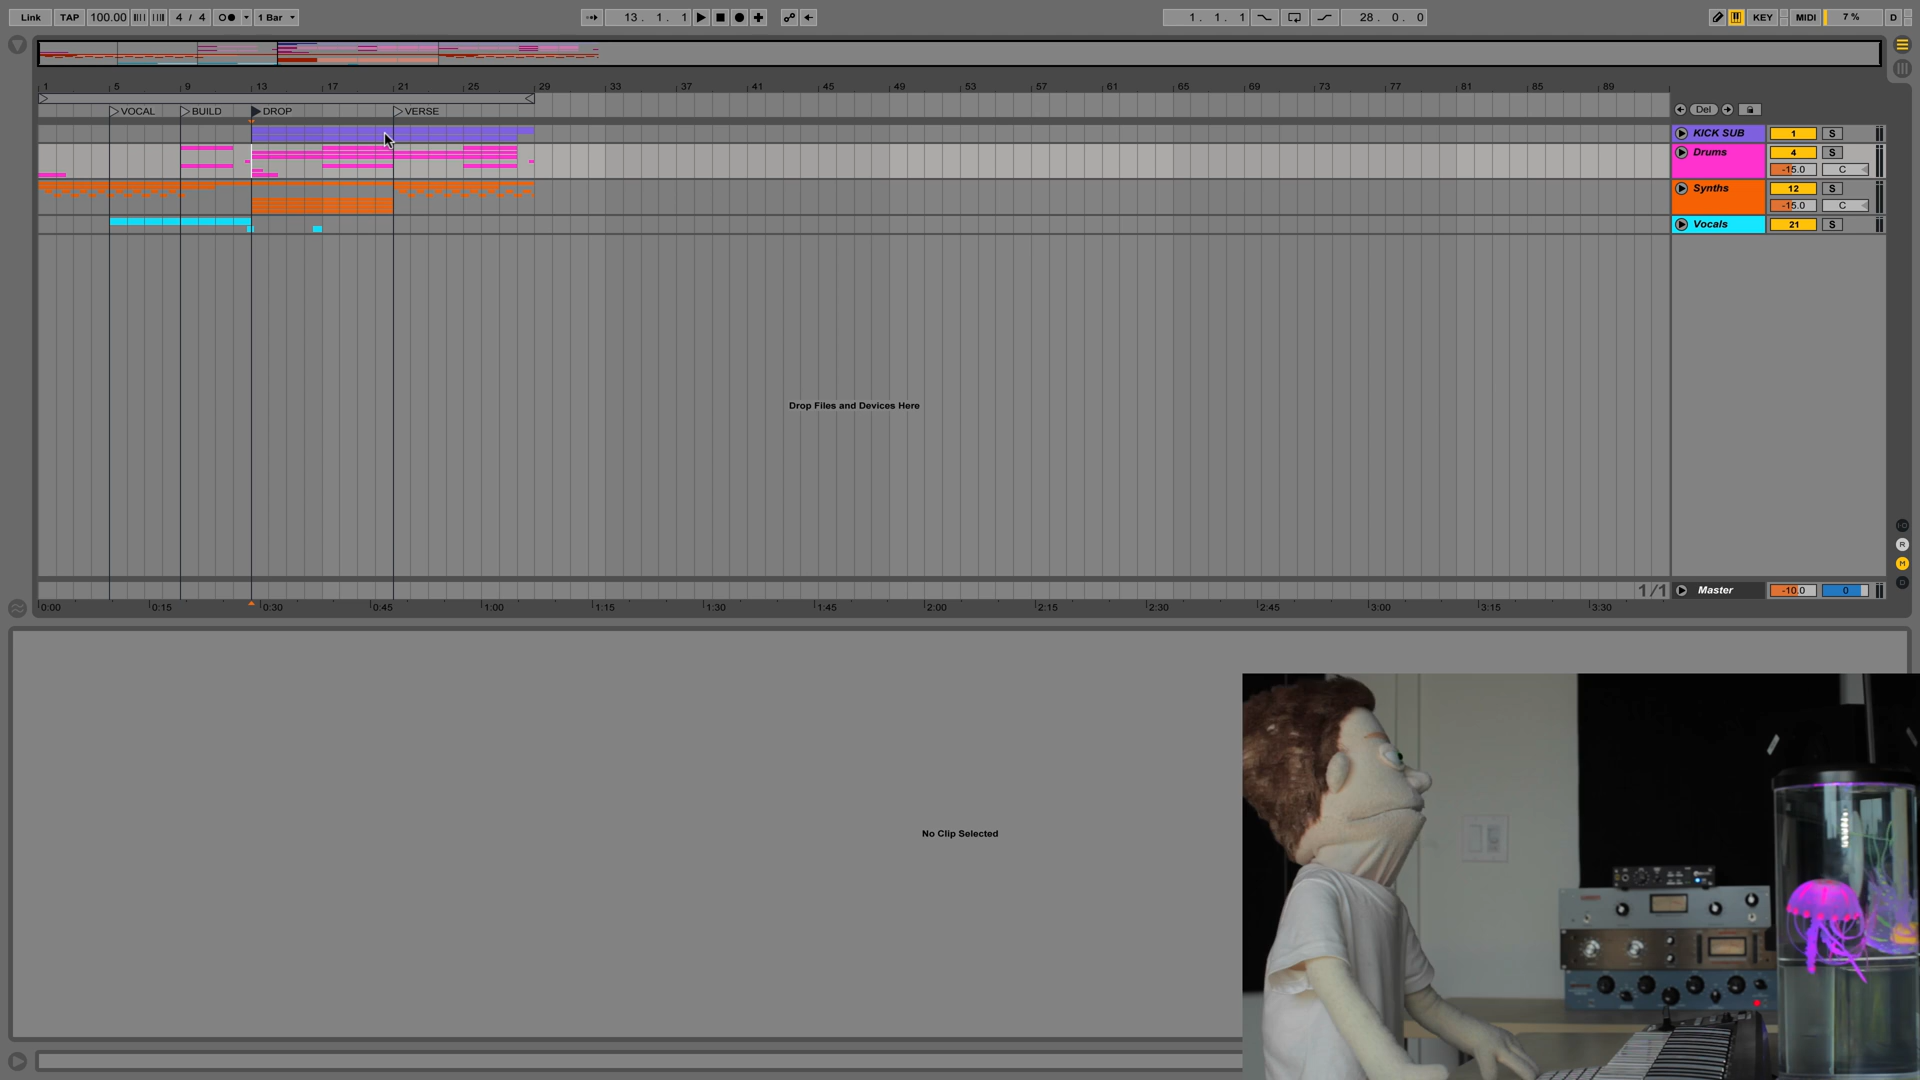 Link TAP 100.00 4 / 4 1 Bar 13. 1. 1 1. 1. 1 28. 0. 0 KEY MIDI 7 % D
1 5 9 13 17 21 25 29 33 37 41 45 49 53 57 61 65 69 73 77 81 85 89
VOCAL BUILD DROP VERSE Del
KICK SUB 1 S
Drums 4 S
-15.0 C
Synths 12 S
-15.0 C
Vocals 21 S
Drop Files and Devices Here
R
M
D
1/1 Master -10.0 0
0:00 0:15 0:30 0:45 1:00 1:15 1:30 1:45 2:00 2:15 2:30 2:45 3:00 3:15 3:30
No Clip Selected